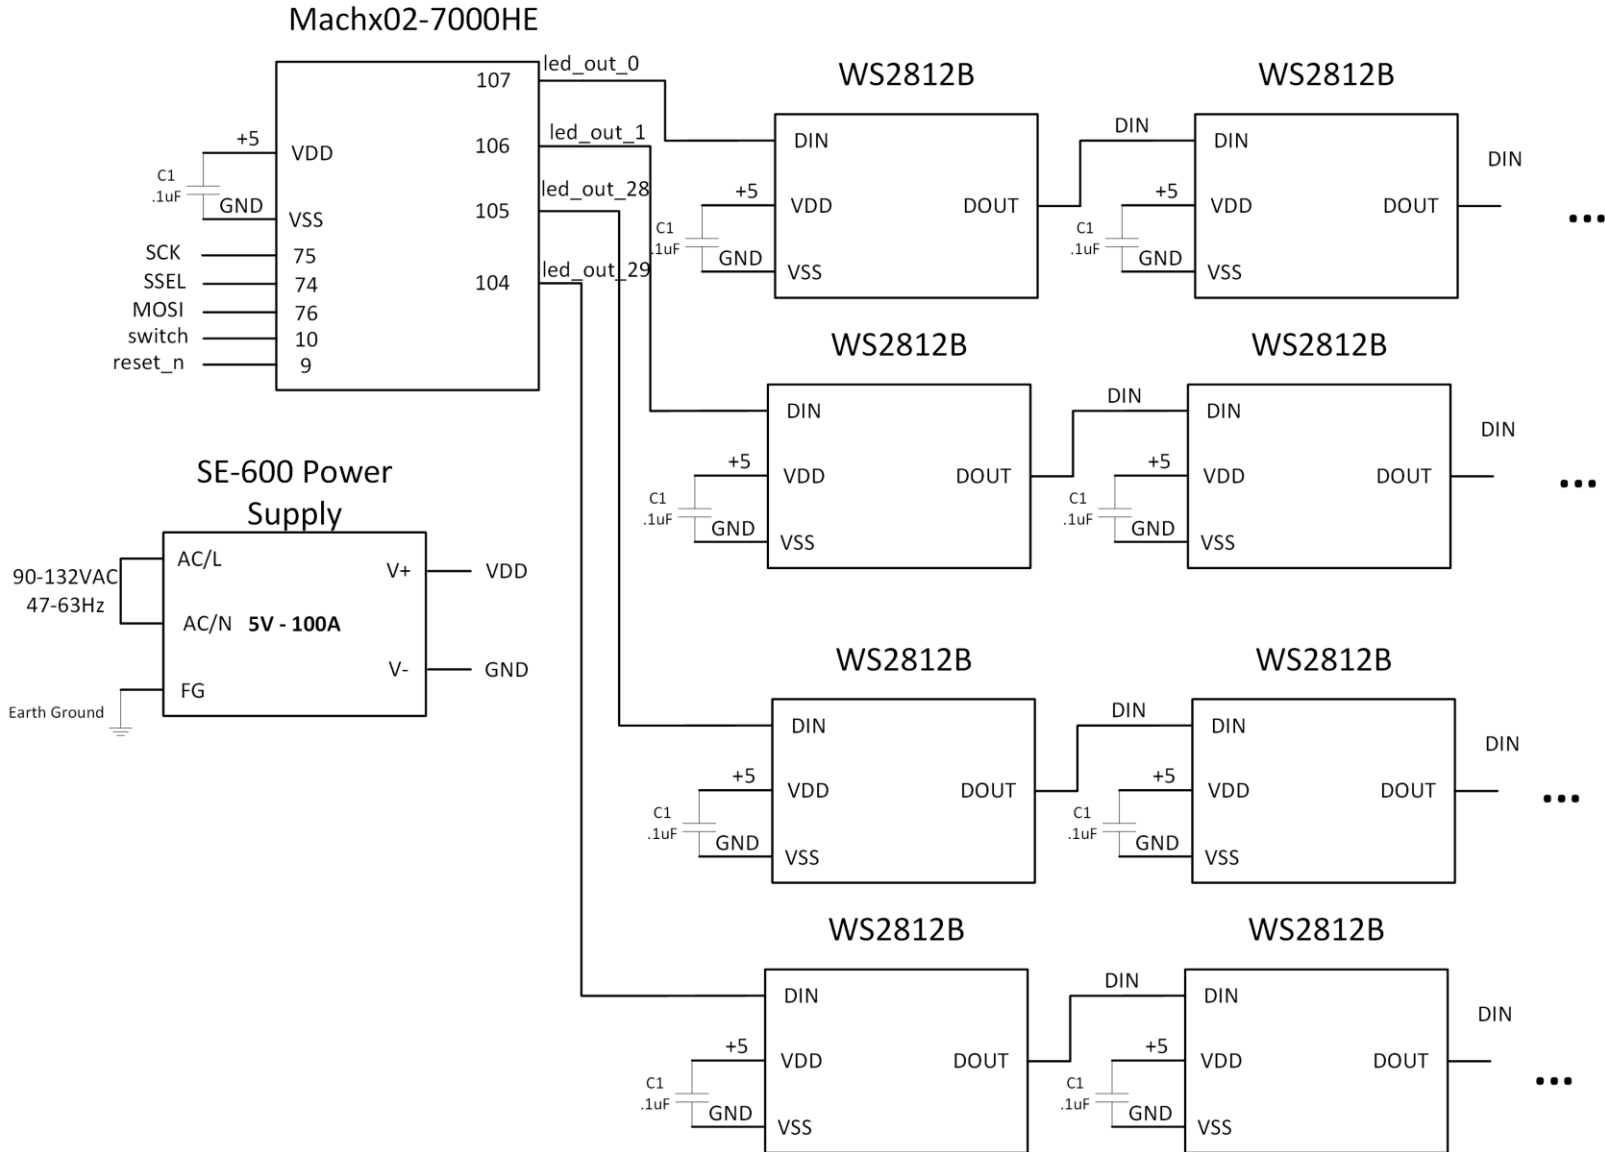 Machx02-7000HE
107
led_out_0
106
led_out_1
105
led_out_28
104
led_out_29
+5
VDD
C1
.1uF
GND
VSS
SCK
75
SSEL
74
MOSI
76
switch
10
reset_n
9
WS2812B
DIN
+5
VDD
DOUT
C1
.1uF
GND
VSS
DIN
WS2812B
DIN
+5
VDD
DOUT
C1
.1uF
GND
VSS
DIN
...
WS2812B
DIN
+5
VDD
DOUT
C1
.1uF
GND
VSS
DIN
WS2812B
DIN
+5
VDD
DOUT
C1
.1uF
GND
VSS
DIN
...
SE-600 Power
Supply
AC/L
90-132VAC
47-63Hz
AC/N
5V - 100A
V+
VDD
V-
GND
FG
Earth Ground
WS2812B
DIN
+5
VDD
DOUT
C1
.1uF
GND
VSS
DIN
WS2812B
DIN
+5
VDD
DOUT
C1
.1uF
GND
VSS
DIN
...
WS2812B
DIN
+5
VDD
DOUT
C1
.1uF
GND
VSS
DIN
WS2812B
DIN
+5
VDD
DOUT
C1
.1uF
GND
VSS
DIN
...